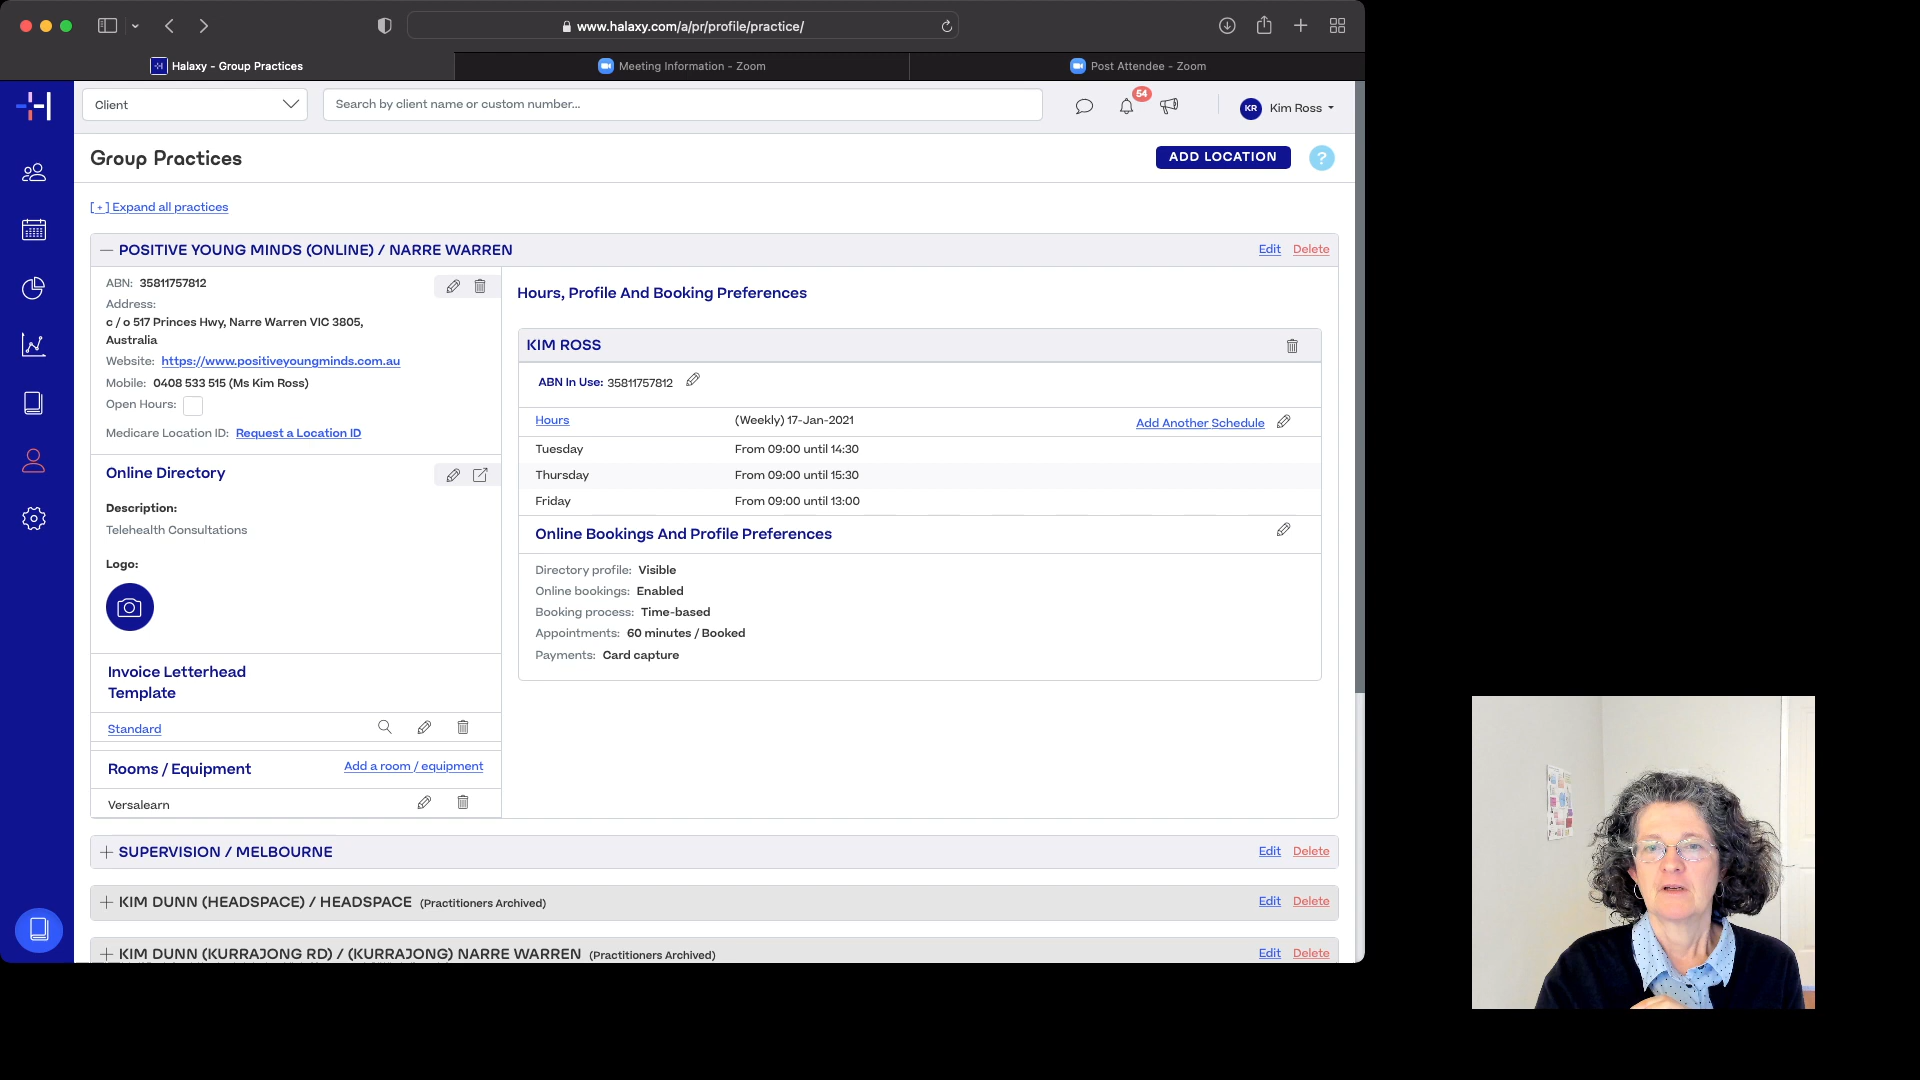 www.halaxy.com/a/pr/profile/practice/
Halaxy - Group Practices
Meeting Information - Zoom
Post Attendee - Zoom
Client
Search by client name or custom number...
54
KR
Kim Ross
Group Practices
ADD LOCATION
?
[ + ] Expand all practices
POSITIVE YOUNG MINDS (ONLINE) / NARRE WARREN
Edit Delete
ABN: 35811757812
Address:
c / o 517 Princes Hwy, Narre Warren VIC 3805,
Australia
Website: https://www.positiveyoungminds.com.au
Mobile: 0408 533 515 (Ms Kim Ross)
Open Hours:
Medicare Location ID: Request a Location ID
Online Directory
Description:
Telehealth Consultations
Logo:
Invoice Letterhead
Template
Standard
Rooms / Equipment
Add a room / equipment
Versalearn
Hours, Profile And Booking Preferences
KIM ROSS
ABN In Use: 35811757812
Hours (Weekly) 17-Jan-2021 Add Another Schedule
Tuesday From 09:00 until 14:30
Thursday From 09:00 until 15:30
Friday From 09:00 until 13:00
Online Bookings And Profile Preferences
Directory profile: Visible
Online bookings: Enabled
Booking process: Time-based
Appointments: 60 minutes / Booked
Payments: Card capture
SUPERVISION / MELBOURNE
Edit Delete
KIM DUNN (HEADSPACE) / HEADSPACE (Practitioners Archived)
Edit Delete
KIM DUNN (KURRAJONG RD) / (KURRAJONG) NARRE WARREN (Practitioners Archived)
Edit Delete